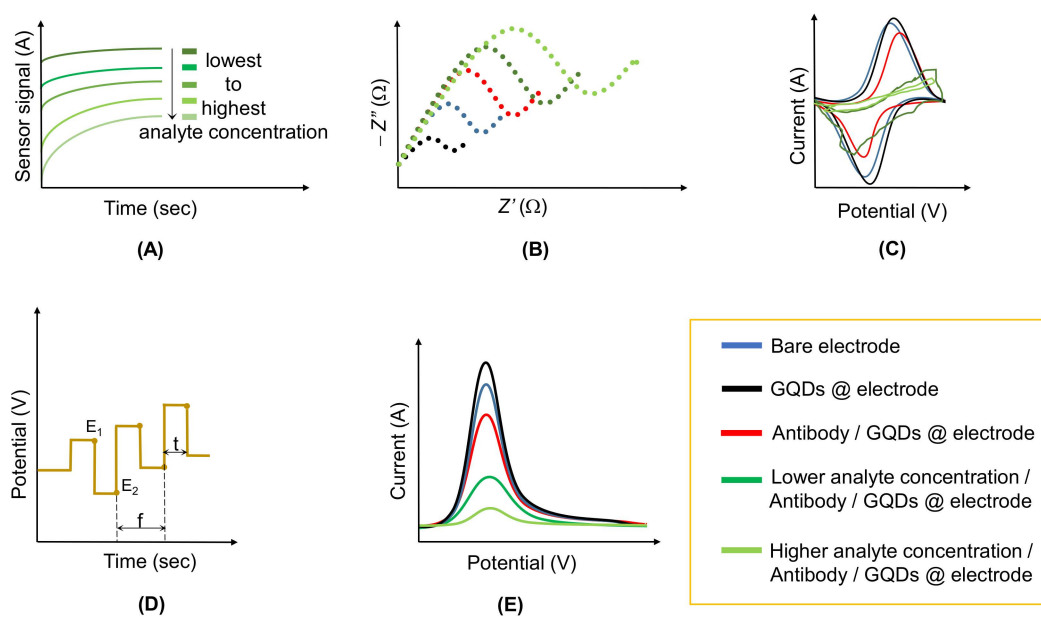 Sensor signal (A)
lowest
to
highest
analyte concentration
Time (sec)
(A)
− Z″ (Ω)
Z' (Ω)
(B)
Current (A)
Potential (V)
(C)
Potential (V)
E1
E2
t
f
Time (sec)
(D)
Current (A)
Potential (V)
(E)
Bare electrode
GQDs @ electrode
Antibody / GQDs @ electrode
Lower analyte concentration /
Antibody / GQDs @ electrode
Higher analyte concentration /
Antibody / GQDs @ electrode